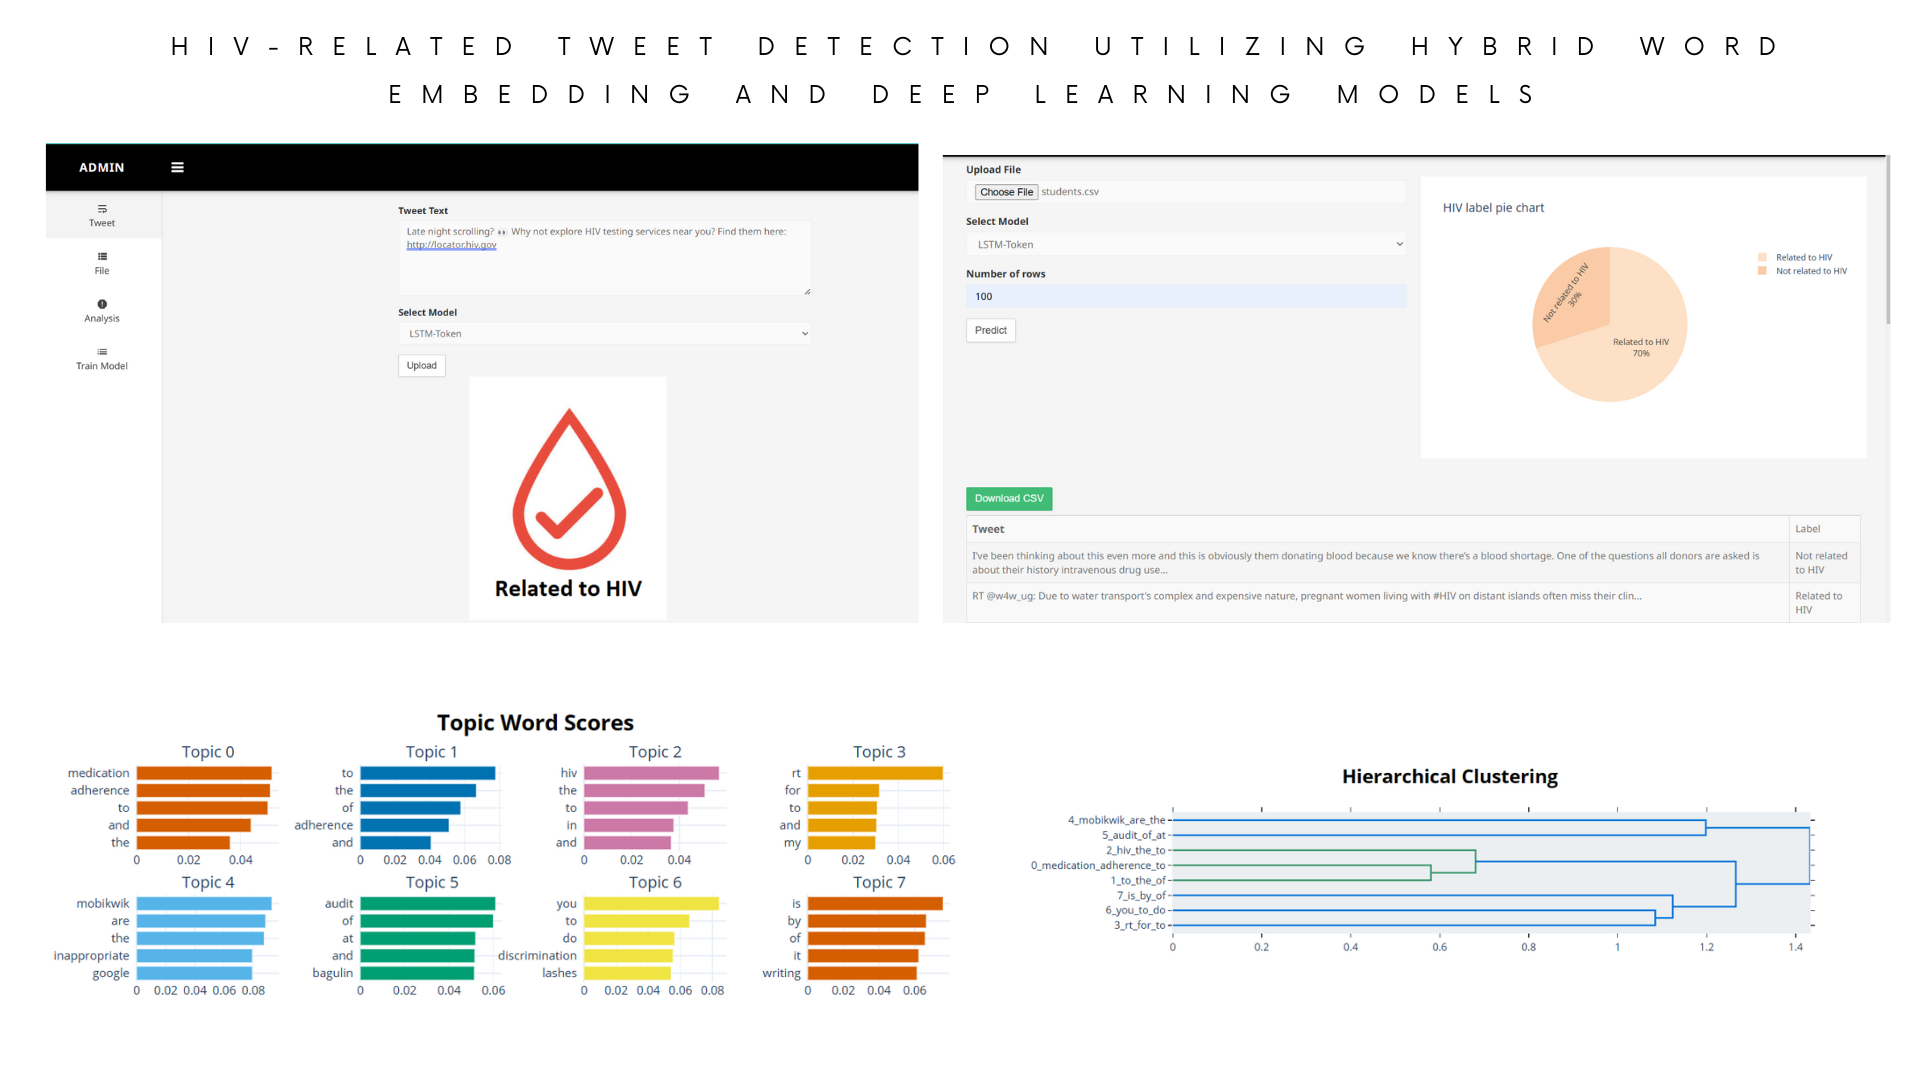 HIV-RELATED TWEET DETECTION UTILIZING HYBRID WORD
EMBEDDING AND DEEP LEARNING MODELS
ADMIN
Tweet
File
Analysis
Train Model
Tweet Text
Late night scrolling? 👀 Why not explore HIV testing services near you? Find them here:
http://locator.hiv.gov
Select Model
LSTM-Token
Upload
Related to HIV
Upload File
Choose File students.csv
Select Model
LSTM-Token
Number of rows
100
Predict
HIV label pie chart
Related to HIV
Not related to HIV
Not related to HIV
30%
Related to HIV
70%
Download CSV
Tweet Label
I've been thinking about this even more and this is obviously them donating blood because we know there's a blood shortage. One of the questions all donors are asked is
about their history intravenous drug use...
Not related
to HIV
RT @w4w_ug: Due to water transport's complex and expensive nature, pregnant women living with #HIV on distant islands often miss their clin...
Related to
HIV
Topic Word Scores
Topic 0
medication
adherence
to
and
the
0 0.02 0.04
Topic 1
to
the
of
adherence
and
0 0.02 0.04 0.06 0.08
Topic 2
hiv
the
to
in
and
0 0.02 0.04
Topic 3
rt
for
to
and
my
0 0.02 0.04 0.06
Topic 4
mobikwik
are
the
inappropriate
google
0 0.02 0.04 0.06 0.08
Topic 5
audit
of
at
and
bagulin
0 0.02 0.04 0.06
Topic 6
you
to
do
discrimination
lashes
0 0.02 0.04 0.06 0.08
Topic 7
is
by
of
it
writing
0 0.02 0.04 0.06
Hierarchical Clustering
4_mobikwik_are_the
5_audit_of_at
2_hiv_the_to
0_medication_adherence_to
1_to_the_of
7_is_by_of
6_you_to_do
3_rt_for_to
0 0.2 0.4 0.6 0.8 1 1.2 1.4